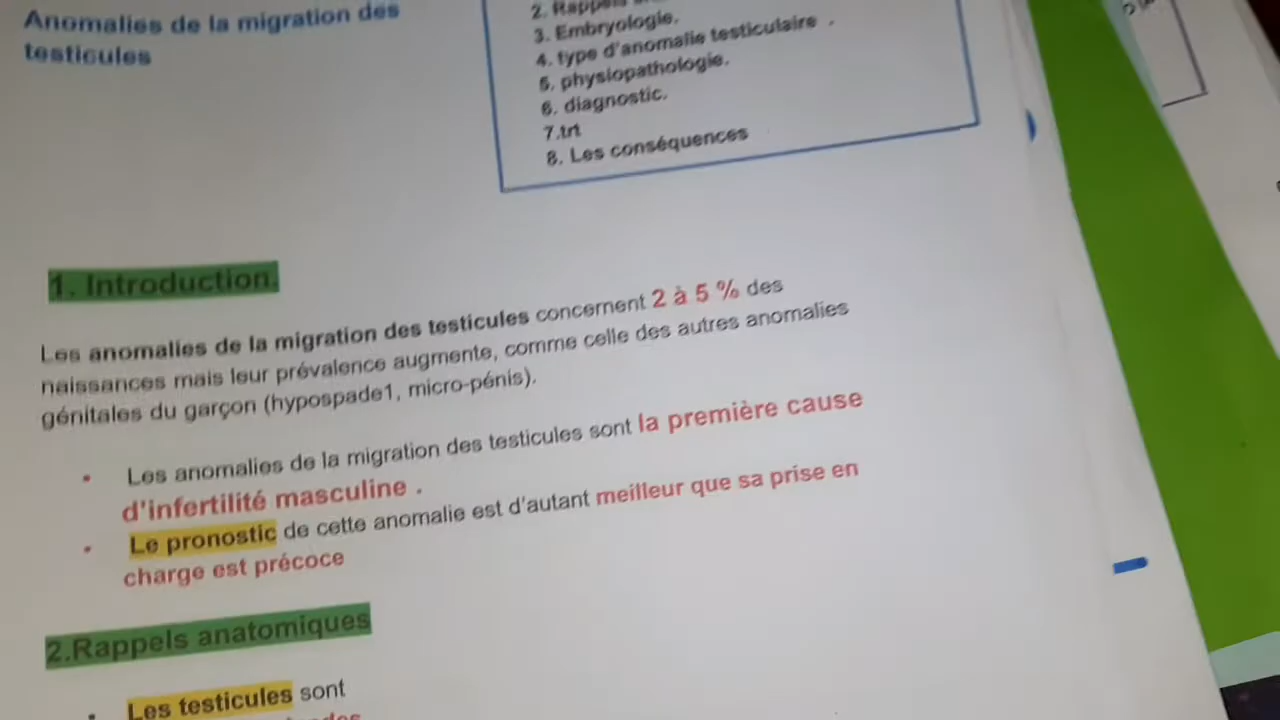 Anomalies de la migration des
testicules
2. Rappels
3. Embryologie.
4. type d'anomalie testiculaire .
5. physiopathologie.
6. diagnostic.
7.trt
8. Les conséquences
1. Introduction.
Les anomalies de la migration des testicules concernent 2 à 5 % des
naissances mais leur prévalence augmente, comme celle des autres anomalies
génitales du garçon (hypospade1, micro-pénis).
• Les anomalies de la migration des testicules sont la première cause
d'infertilité masculine .
• Le pronostic de cette anomalie est d'autant meilleur que sa prise en
charge est précoce
2.Rappels anatomiques
• Les testicules sont